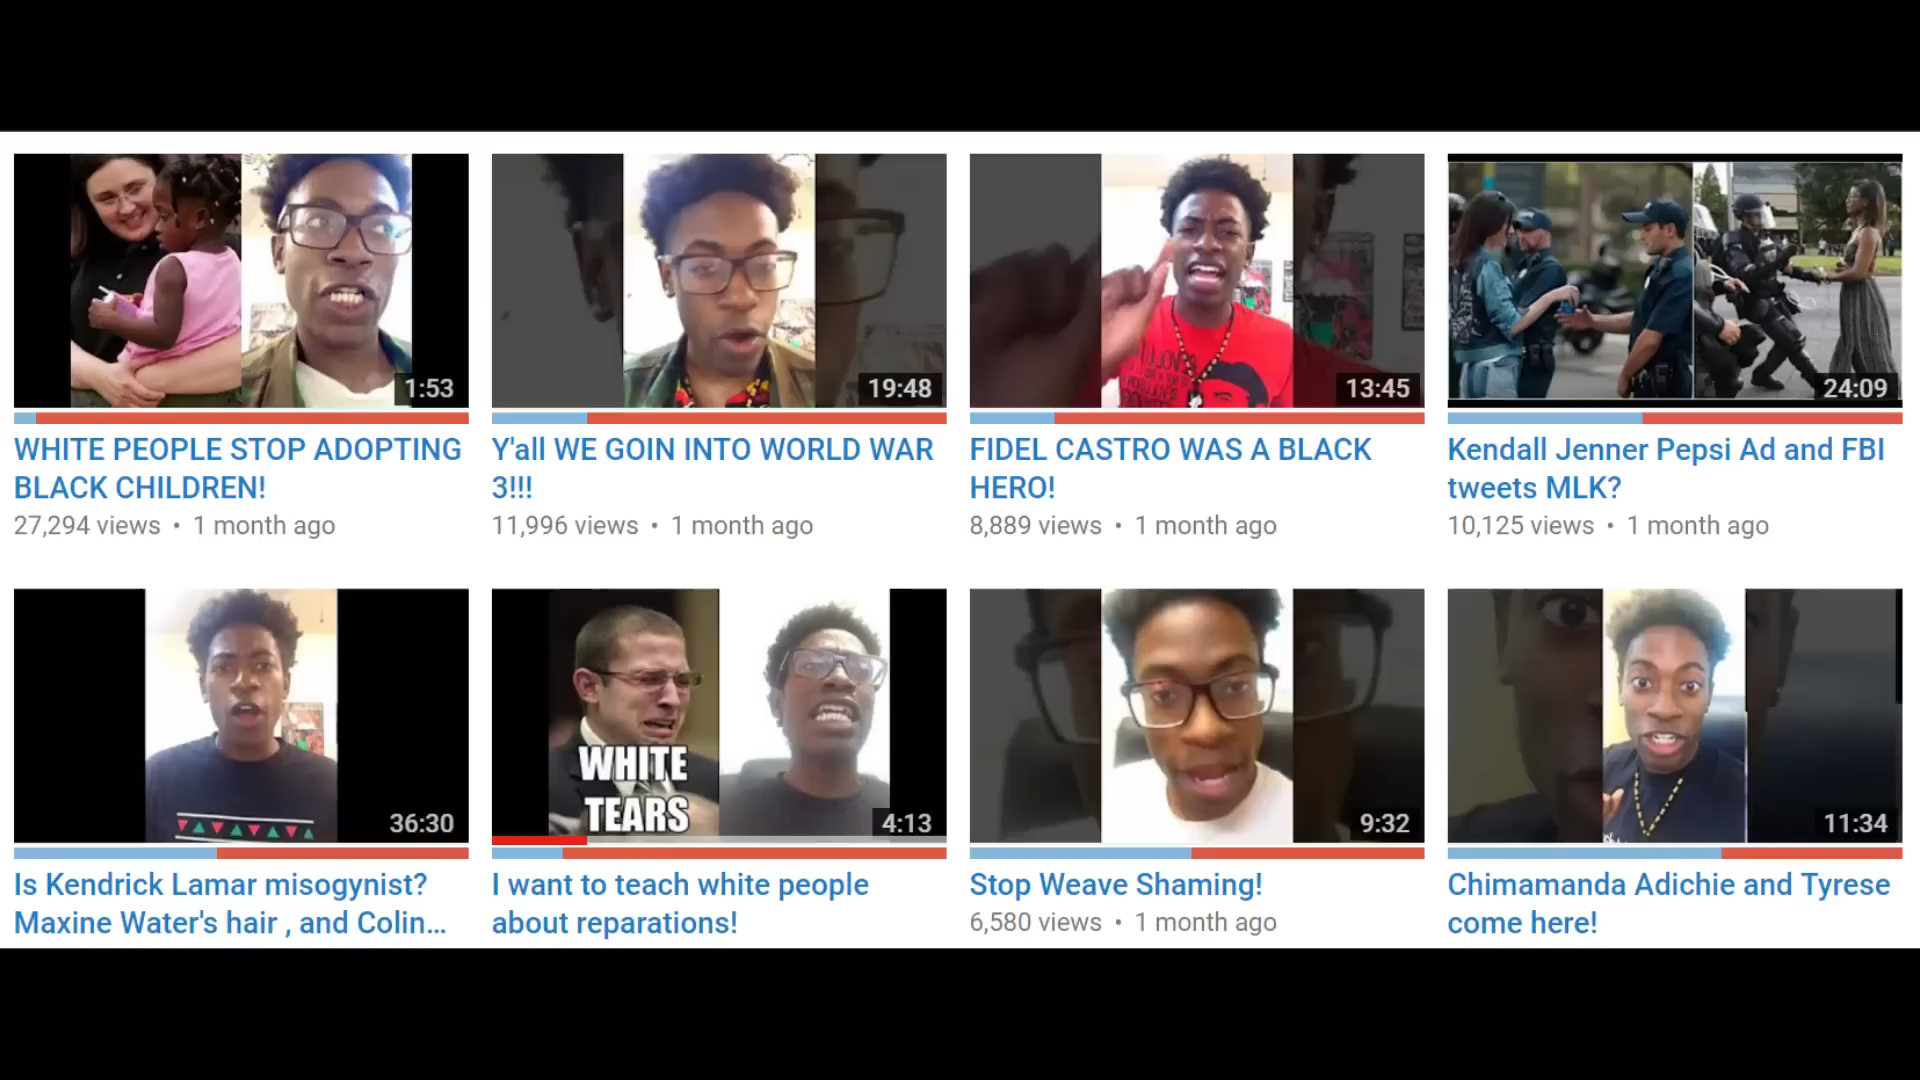 1:53
19:48
13:45
24:09
WHITE PEOPLE STOP ADOPTING
BLACK CHILDREN!
27,294 views • 1 month ago
Y'all WE GOIN INTO WORLD WAR
3!!!
11,996 views • 1 month ago
FIDEL CASTRO WAS A BLACK
HERO!
8,889 views • 1 month ago
Kendall Jenner Pepsi Ad and FBI
tweets MLK?
10,125 views • 1 month ago
36:30
WHITE
TEARS
4:13
9:32
11:34
Is Kendrick Lamar misogynist?
Maxine Water's hair , and Colin...
I want to teach white people
about reparations!
Stop Weave Shaming!
6,580 views • 1 month ago
Chimamanda Adichie and Tyrese
come here!